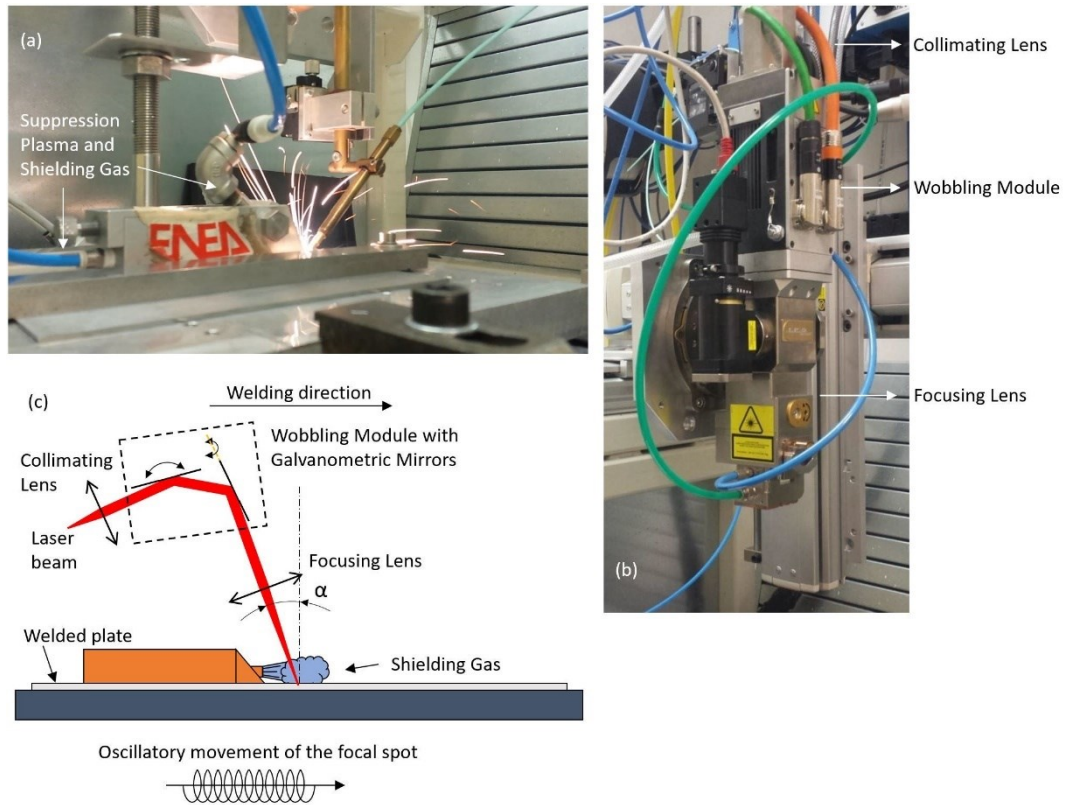 (a)
Suppression
Plasma and
Shielding Gas
ENEA
Collimating Lens
Wobbling Module
Focusing Lens
(b)
(c)
Welding direction
Wobbling Module with
Galvanometric Mirrors
Collimating
Lens
Laser
beam
Focusing Lens
α
Welded plate
Shielding Gas
Oscillatory movement of the focal spot